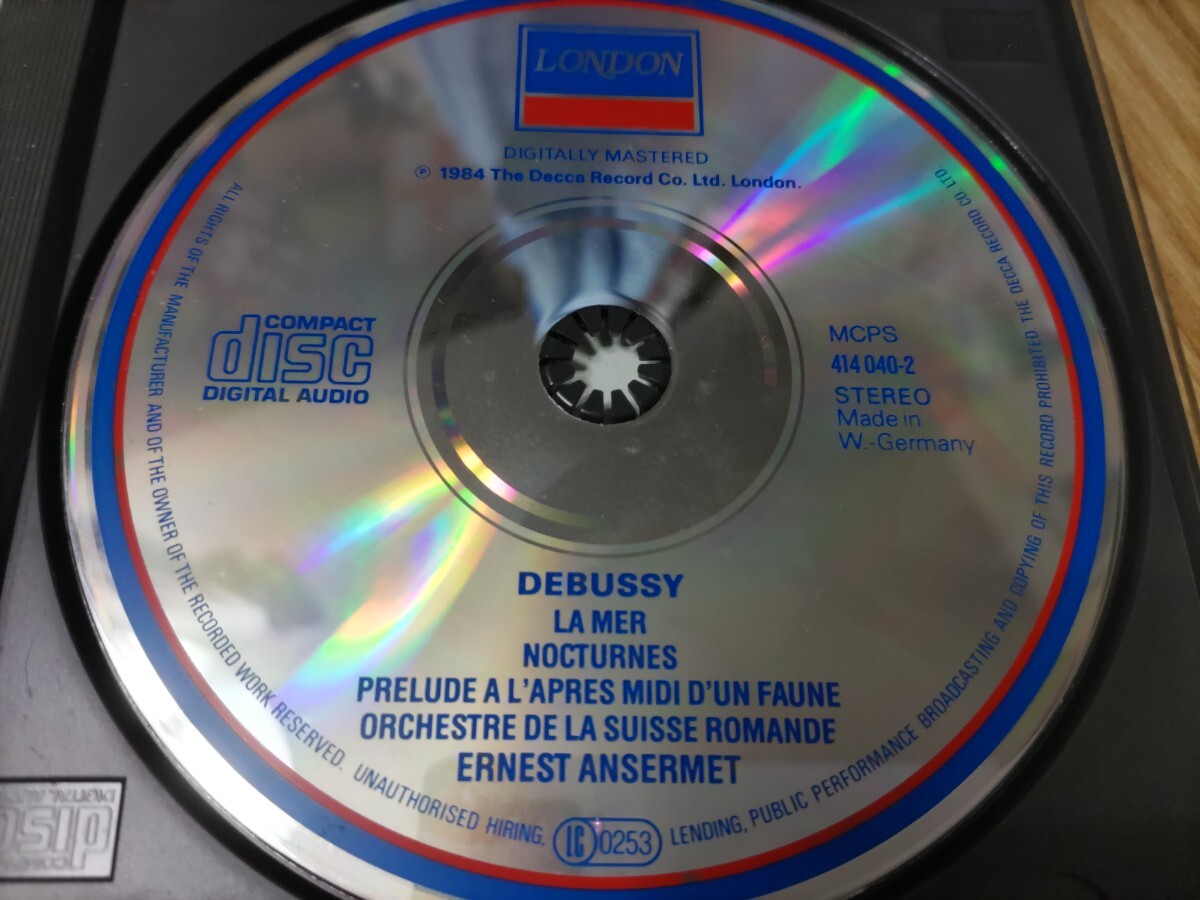 LONDON
DIGITALLY MASTERED
℗ 1984 The Decca Record Co. Ltd. London.
COMPACT
disc
DIGITAL AUDIO
MCPS
414 040-2
STEREO
Made in
W.-Germany
DEBUSSY
LA MER
NOCTURNES
PRELUDE A L'APRES MIDI D'UN FAUNE
ORCHESTRE DE LA SUISSE ROMANDE
ERNEST ANSERMET
ALL RIGHTS OF THE MANUFACTURER AND OF THE OWNER OF THE RECORDED WORK RESERVED. UNAUTHORISED HIRING, LENDING, PUBLIC PERFORMANCE BROADCASTING AND COPYING OF THIS RECORD PROHIBITED THE DECCA RECORD CO LTD
LC 0253
disc